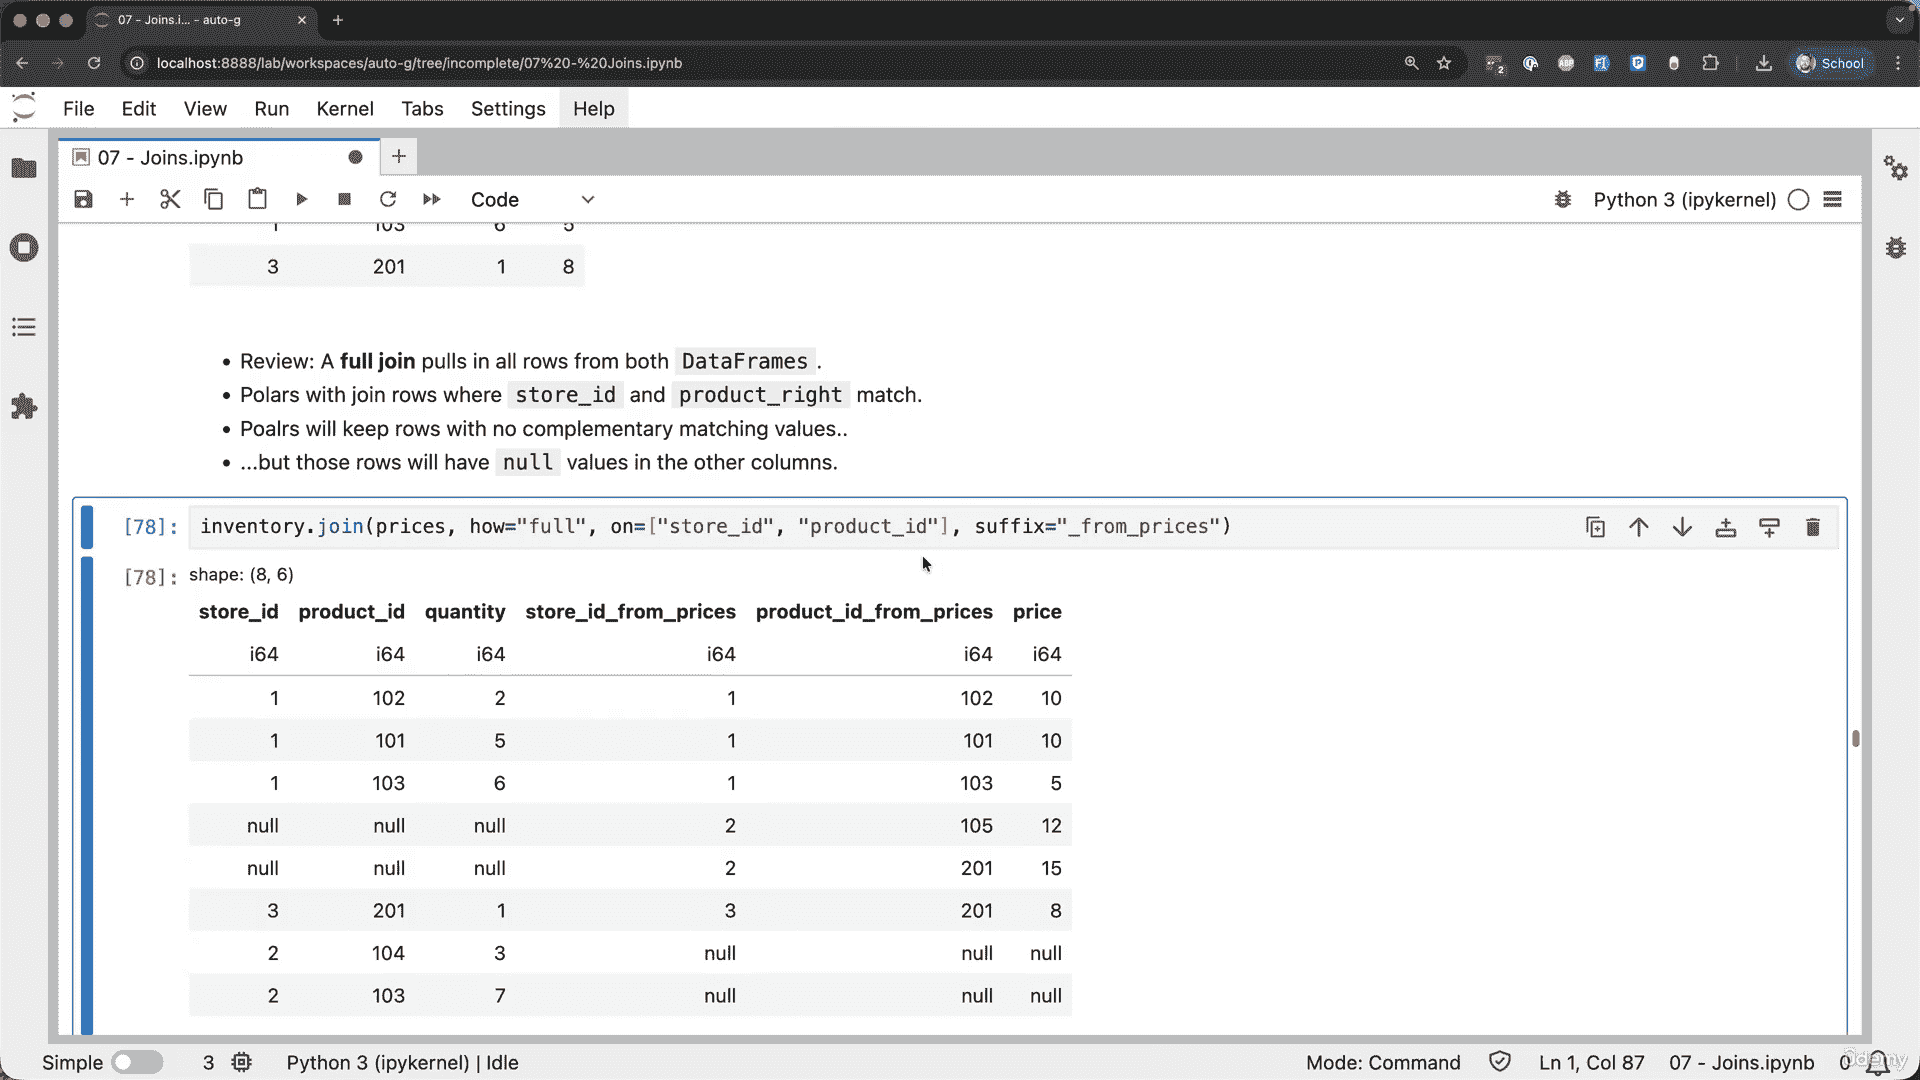 07 - Joins.i... - auto-g
localhost:8888/lab/workspaces/auto-g/tree/incomplete/07%20-%20Joins.ipynb
2
ABP
School
File Edit View Run Kernel Tabs Settings Help
07 - Joins.ipynb
Code
Python 3 (ipykernel)
1 103 6 5
3 201 1 8
• Review: A full join pulls in all rows from both DataFrames.
• Polars with join rows where store_id and product_right match.
• Poalrs will keep rows with no complementary matching values..
• ...but those rows will have null values in the other columns.
[78]: inventory.join(prices, how="full", on=["store_id", "product_id"], suffix="_from_prices")
[78]: shape: (8, 6)
store_id product_id quantity store_id_from_prices product_id_from_prices price
i64 i64 i64 i64 i64 i64
1 102 2 1 102 10
1 101 5 1 101 10
1 103 6 1 103 5
null null null 2 105 12
null null null 2 201 15
3 201 1 3 201 8
2 104 3 null null null
2 103 7 null null null
Simple 3 Python 3 (ipykernel) | Idle Mode: Command Ln 1, Col 87 07 - Joins.ipynb 0
Udemy